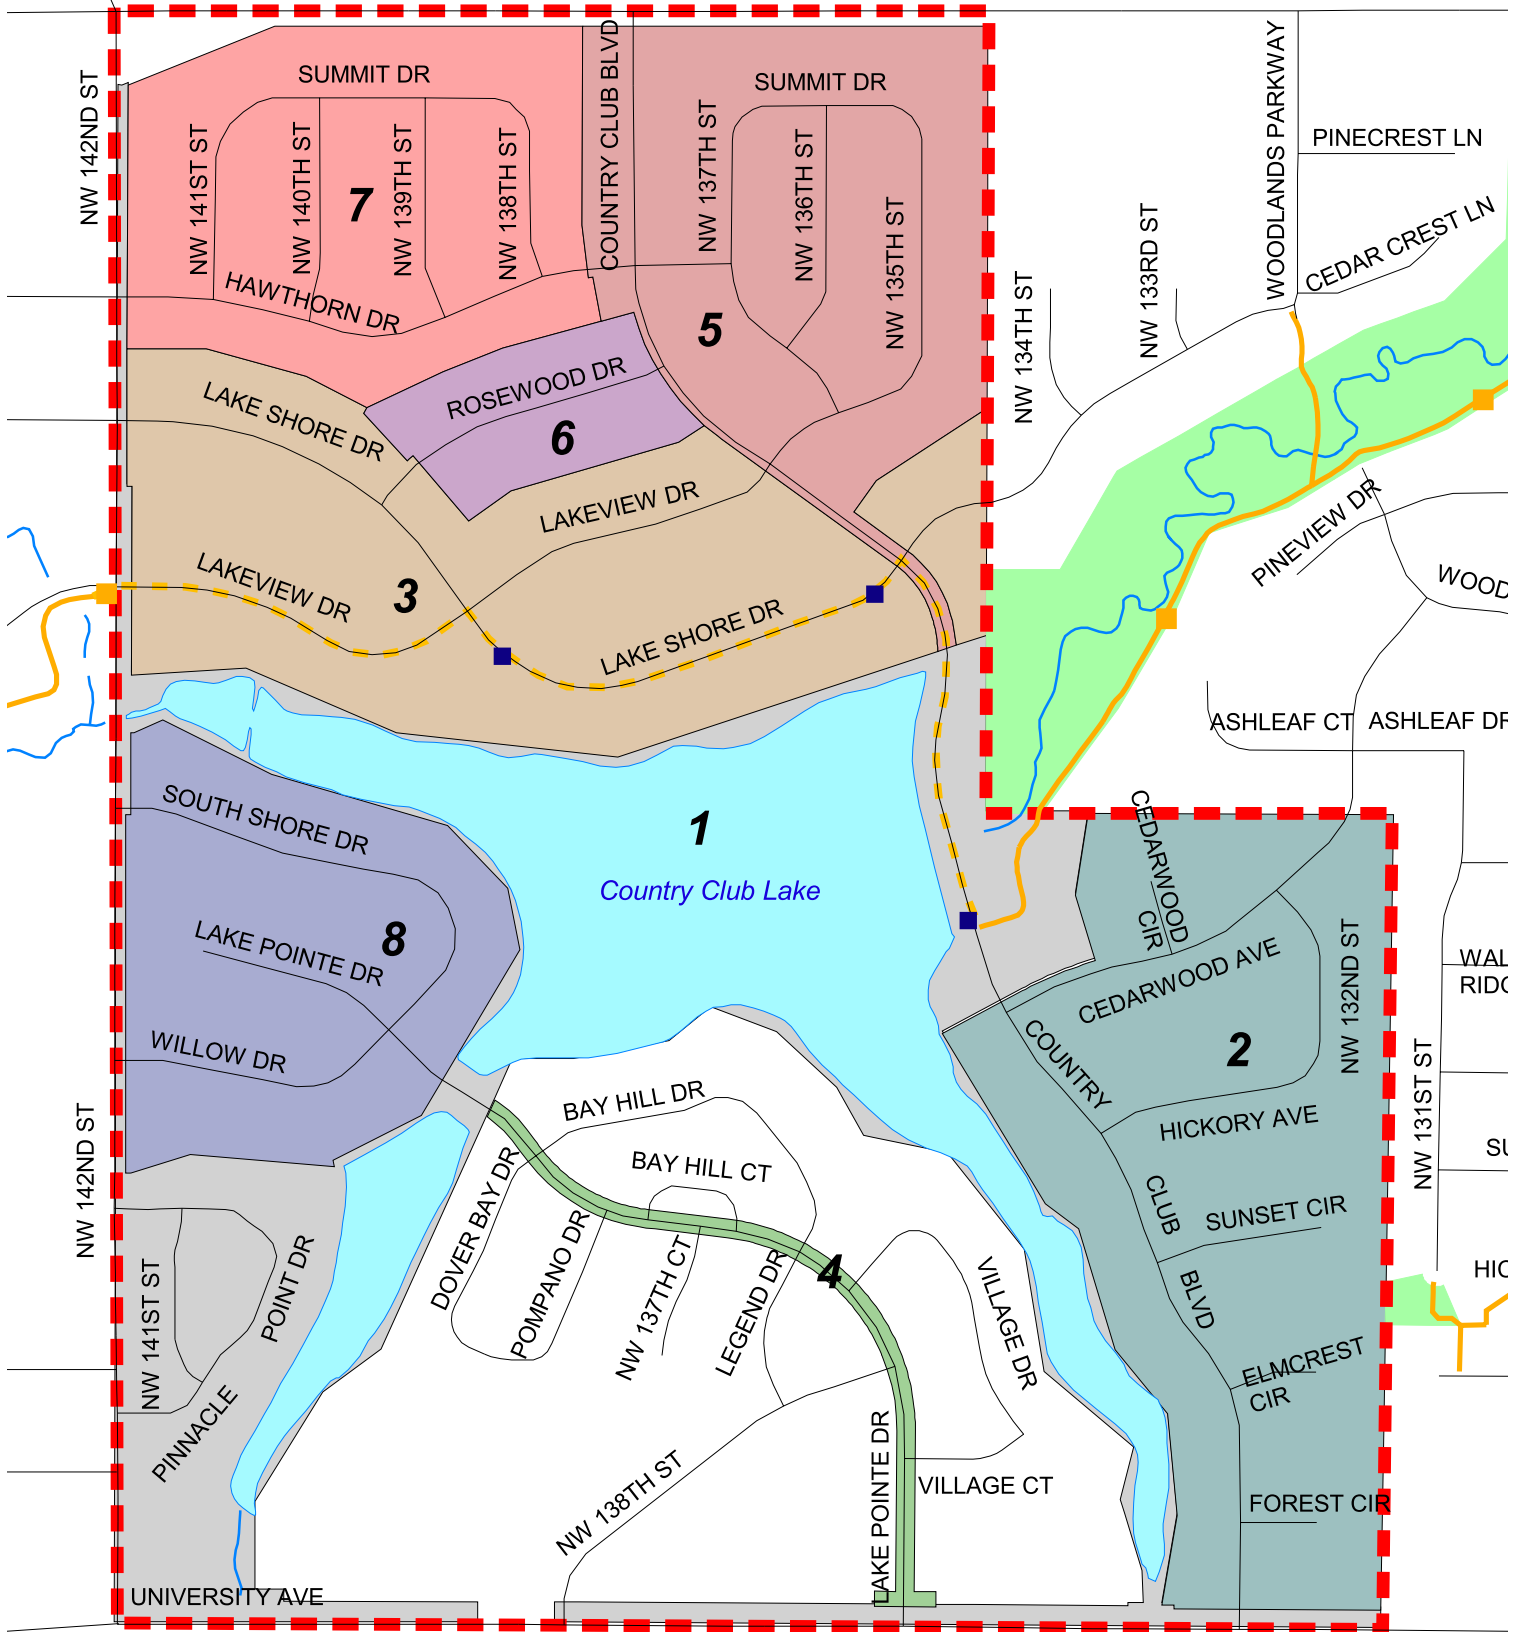 SUMMIT DR
SUMMIT DR
COUNTRY CLUB BLVD
WOODLANDS PARKWAY
NW 142ND ST
NW 141ST ST
NW 140TH ST
NW 139TH ST
NW 138TH ST
NW 137TH ST
NW 136TH ST
NW 135TH ST
NW 134TH ST
NW 133RD ST
PINECREST LN
CEDAR CREST LN
7
HAWTHORN DR
5
ROSEWOOD DR
6
LAKE SHORE DR
LAKEVIEW DR
PINEVIEW DR
WOOD
LAKEVIEW DR
3
LAKE SHORE DR
ASHLEAF CT
ASHLEAF DR
SOUTH SHORE DR
1
Country Club Lake
CEDARWOOD
CIR
LAKE POINTE DR
8
CEDARWOOD AVE
NW 132ND ST
WAL
RIDG
WILLOW DR
COUNTRY
2
NW 131ST ST
NW 142ND ST
BAY HILL DR
HICKORY AVE
SU
BAY HILL CT
DOVER BAY DR
CLUB
SUNSET CIR
POMPANO DR
NW 137TH CT
LEGEND DR
4
VILLAGE DR
BLVD
HIC
NW 141ST ST
POINT DR
PINNACLE
ELMCREST
CIR
NW 138TH ST
LAKE POINTE DR
VILLAGE CT
FOREST CIR
UNIVERSITY AVE